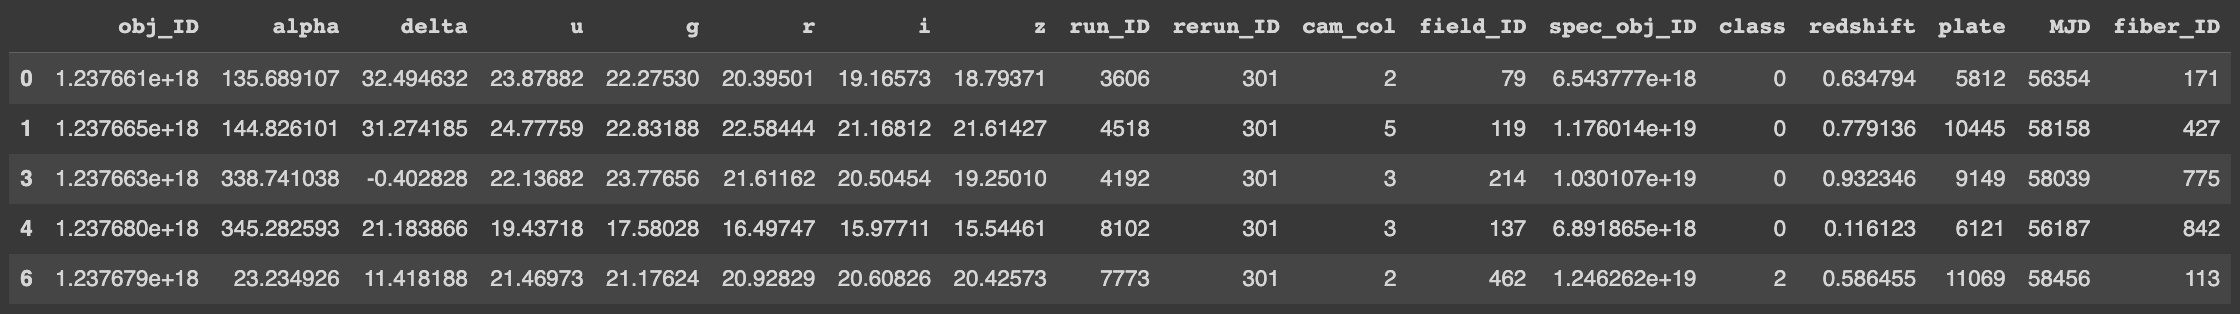 obj_ID alpha delta u g r i z run_ID rerun_ID cam_col field_ID spec_obj_ID class redshift plate MJD fiber_ID
0 1.237661e+18 135.689107 32.494632 23.87882 22.27530 20.39501 19.16573 18.79371 3606 301 2 79 6.543777e+18 0 0.634794 5812 56354 171
1 1.237665e+18 144.826101 31.274185 24.77759 22.83188 22.58444 21.16812 21.61427 4518 301 5 119 1.176014e+19 0 0.779136 10445 58158 427
3 1.237663e+18 338.741038 -0.402828 22.13682 23.77656 21.61162 20.50454 19.25010 4192 301 3 214 1.030107e+19 0 0.932346 9149 58039 775
4 1.237680e+18 345.282593 21.183866 19.43718 17.58028 16.49747 15.97711 15.54461 8102 301 3 137 6.891865e+18 0 0.116123 6121 56187 842
6 1.237679e+18 23.234926 11.418188 21.46973 21.17624 20.92829 20.60826 20.42573 7773 301 2 462 1.246262e+19 2 0.586455 11069 58456 113